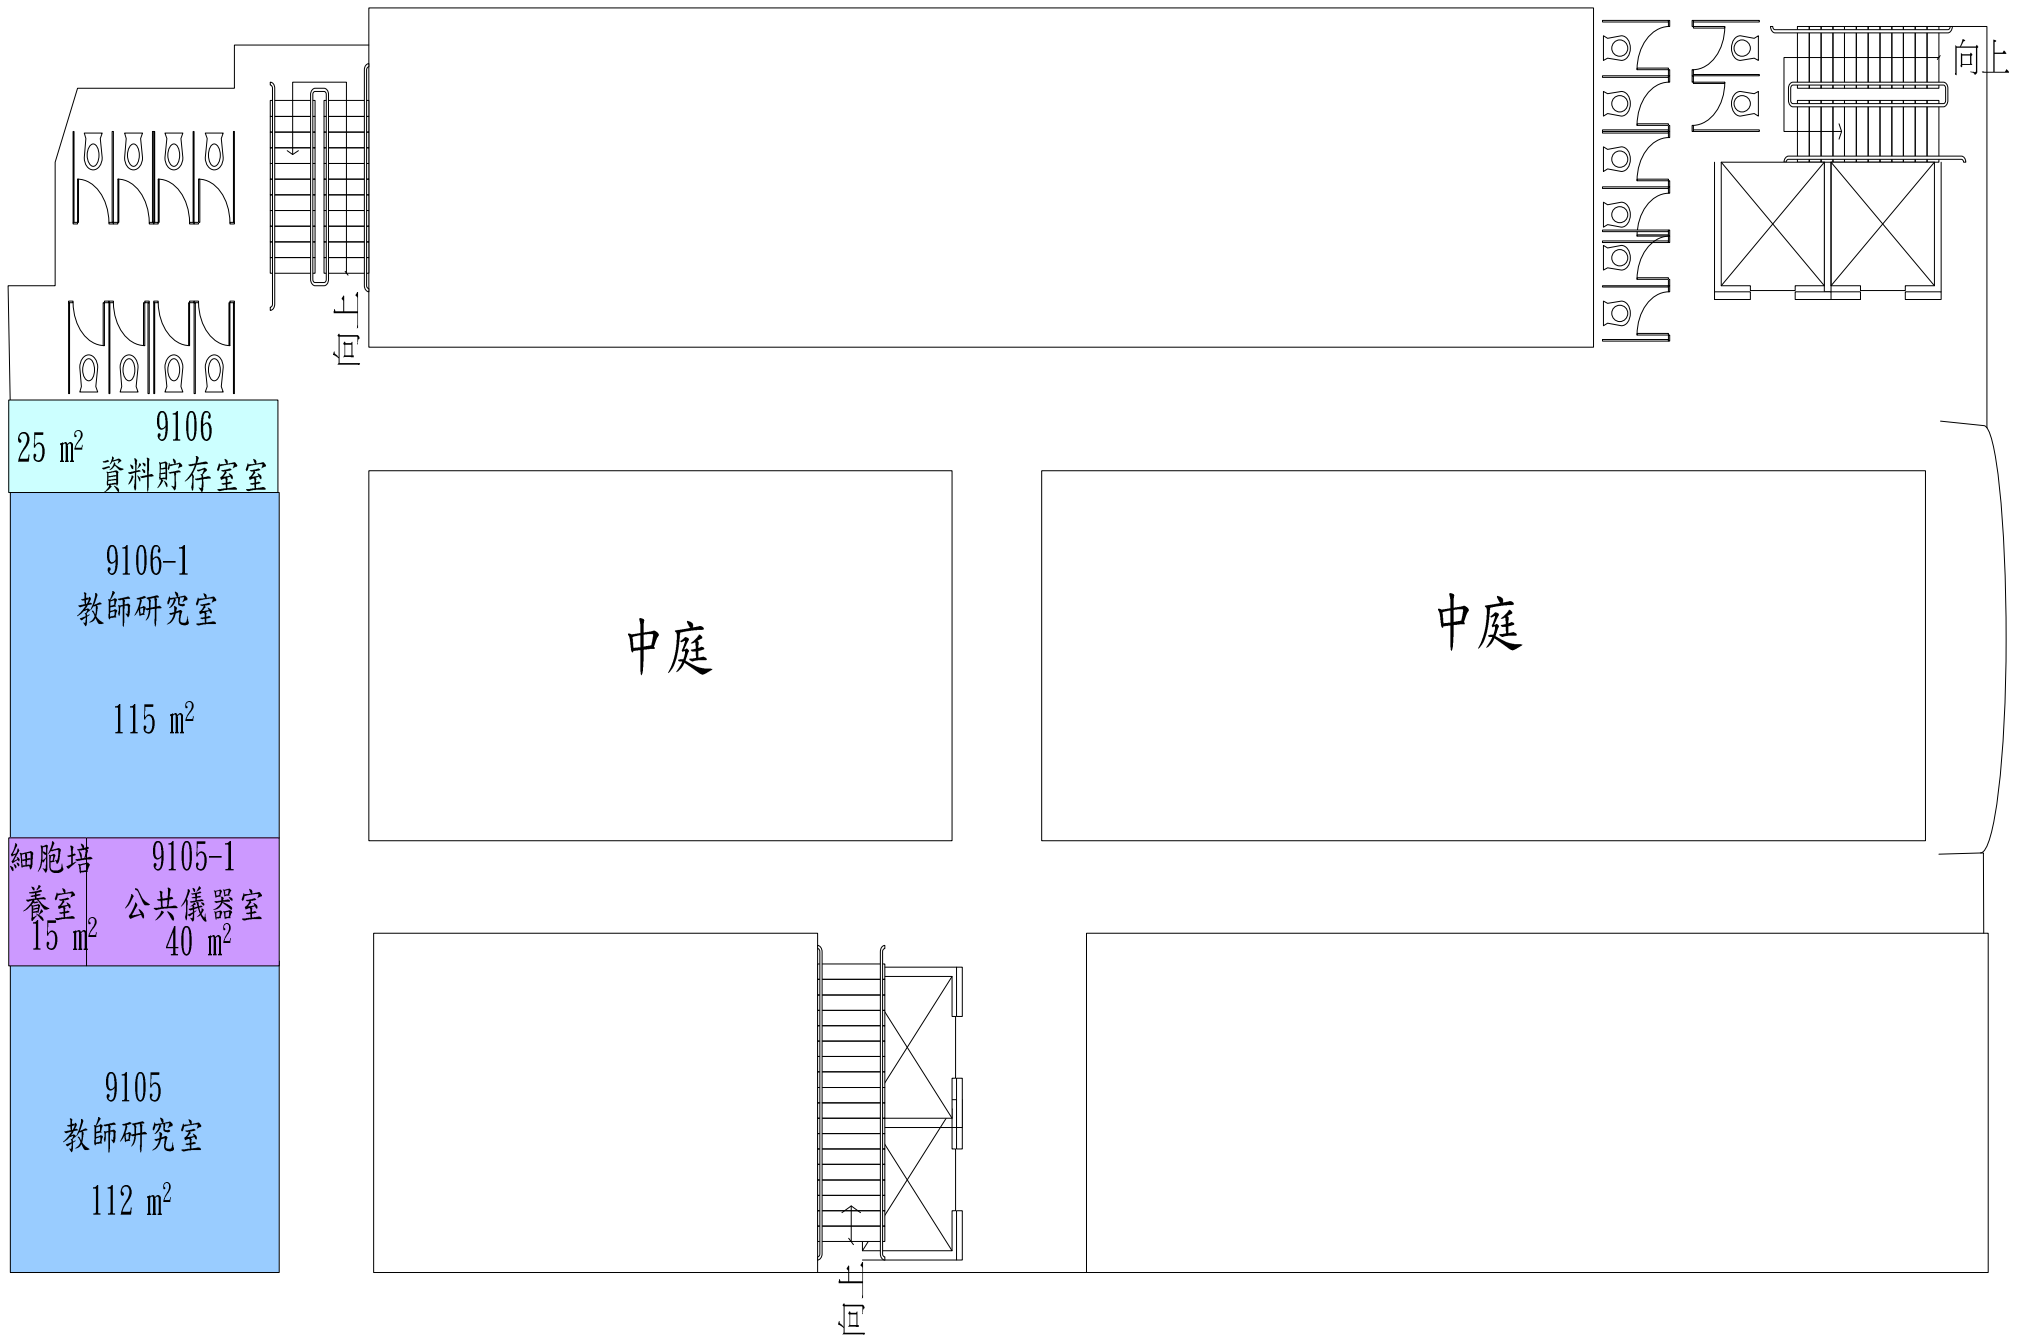 向上
向上
9106
25 m²
資料貯存室室
9106-1
教師研究室
115 m²
中庭
中庭
細胞培
養室
15 m²
9105-1
公共儀器室
40 m²
9105
教師研究室
112 m²
向上